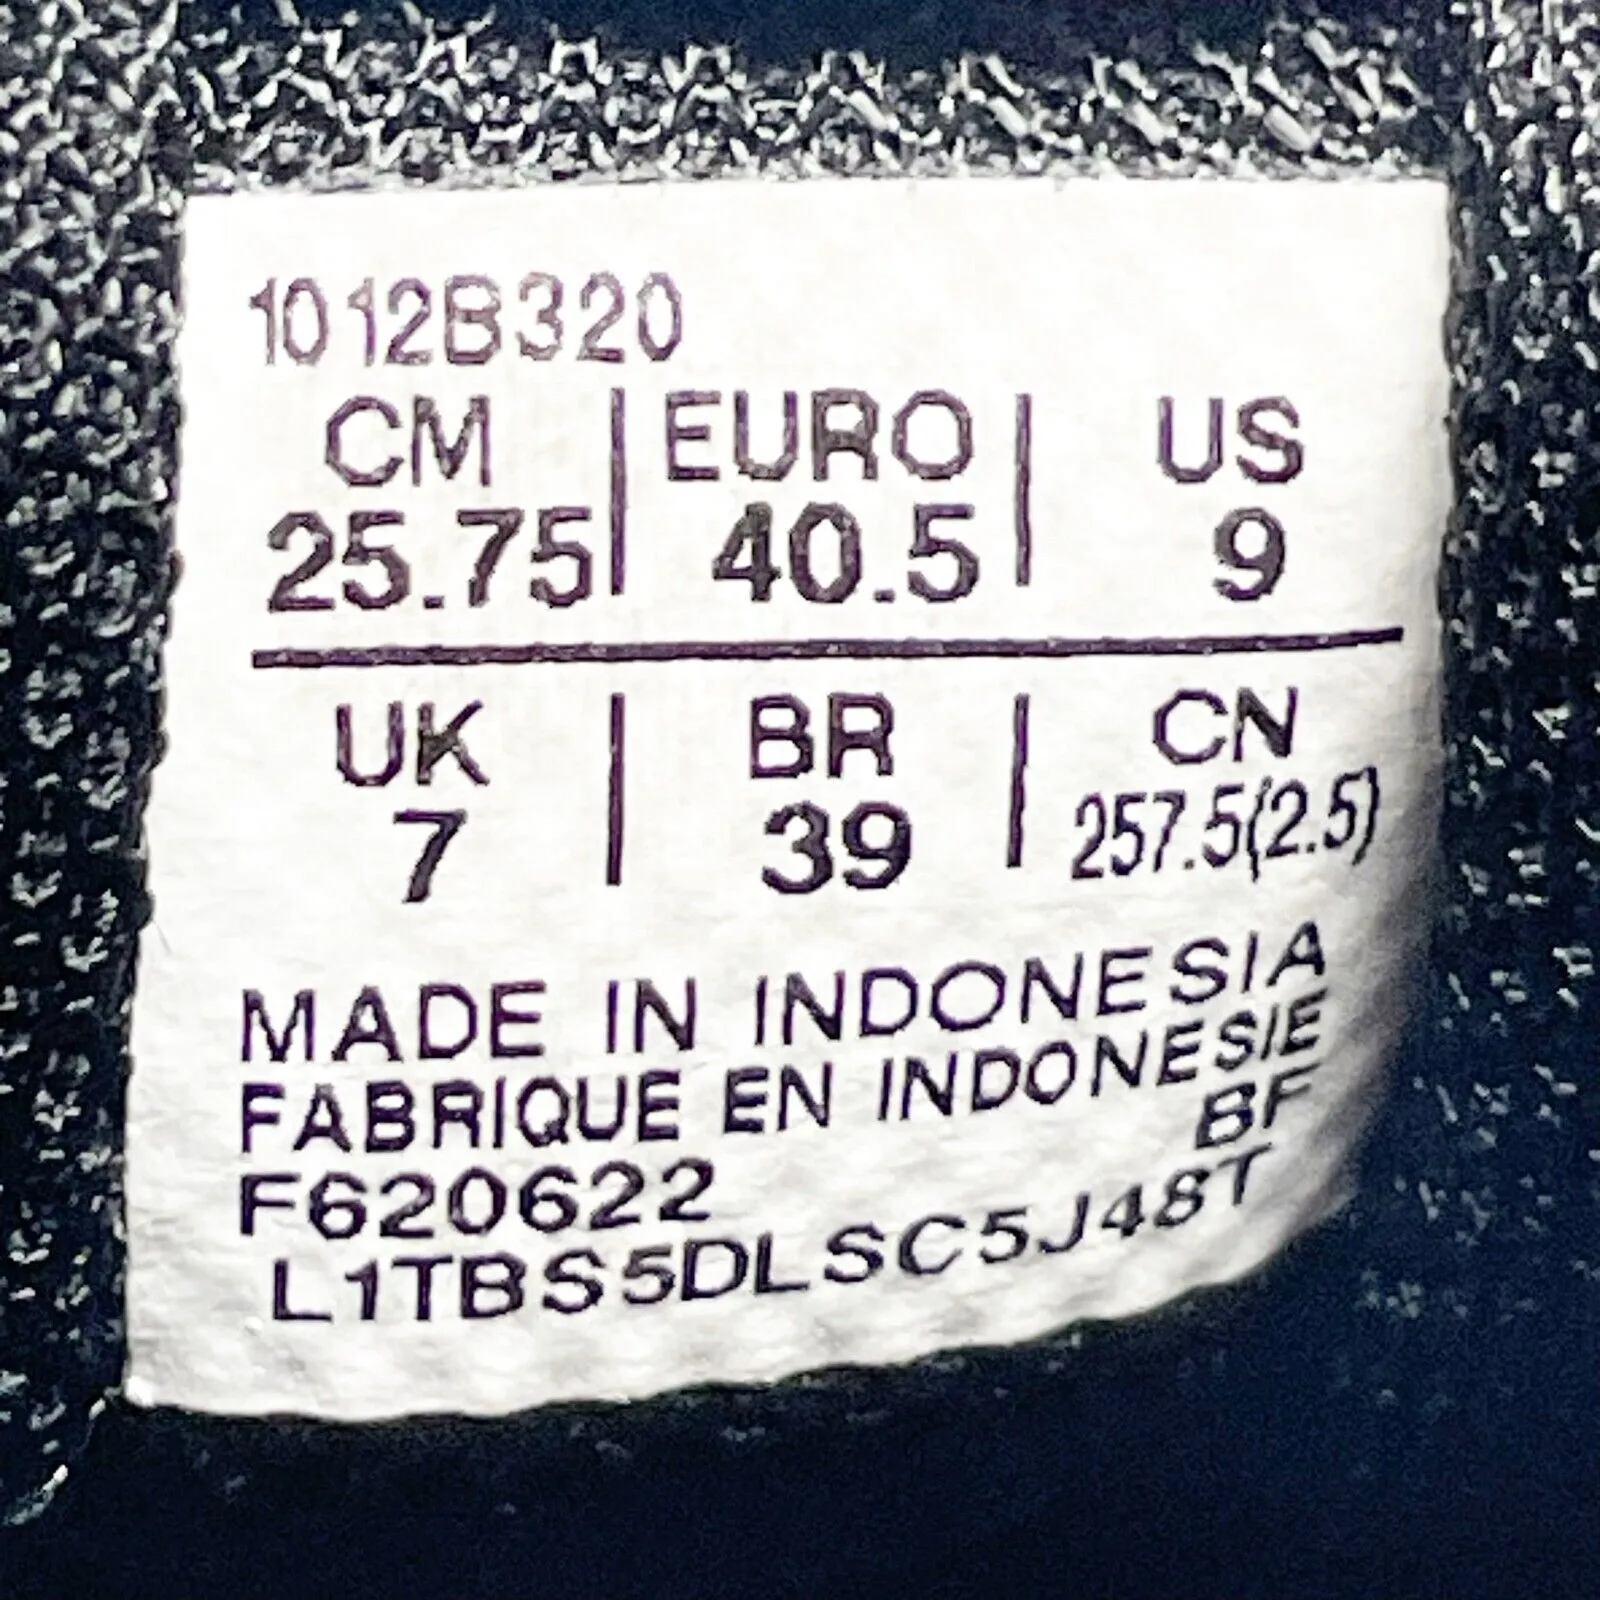 1012B320
CM | EURO | US
25.75 | 40.5 | 9
UK | BR | CN
7 | 39 | 257.5(2.5)
MADE IN INDONESIA
FABRIQUE EN INDONESIE
BF
F620622
L1TBS5DLSC5J48T